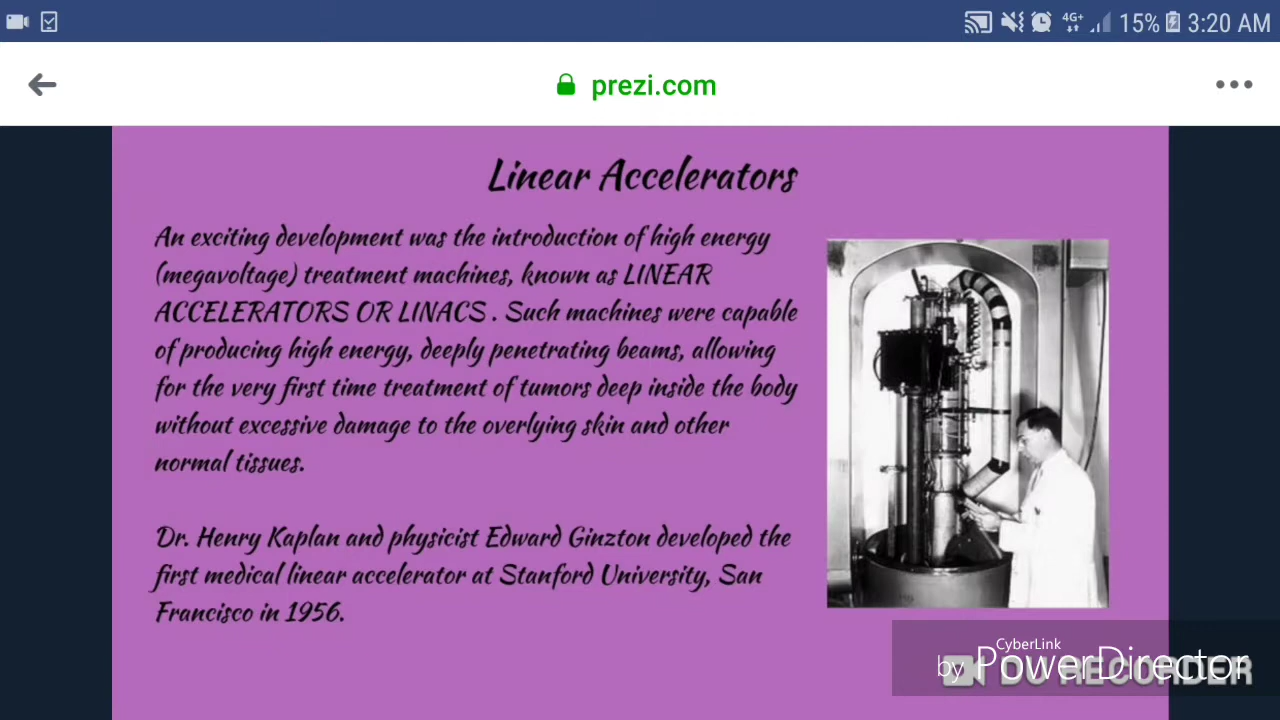 4G+ 15% 3:20 AM
prezi.com
Linear Accelerators
An exciting development was the introduction of high energy
(megavoltage) treatment machines, known as LINEAR
ACCELERATORS OR LINACS . Such machines were capable
of producing high energy, deeply penetrating beams, allowing
for the very first time treatment of tumors deep inside the body
without excessive damage to the overlying skin and other
normal tissues.
Dr. Henry Kaplan and physicist Edward Ginzton developed the
first medical linear accelerator at Stanford University, San
Francisco in 1956.
CyberLink
by PowerDirector
DU RECORDER